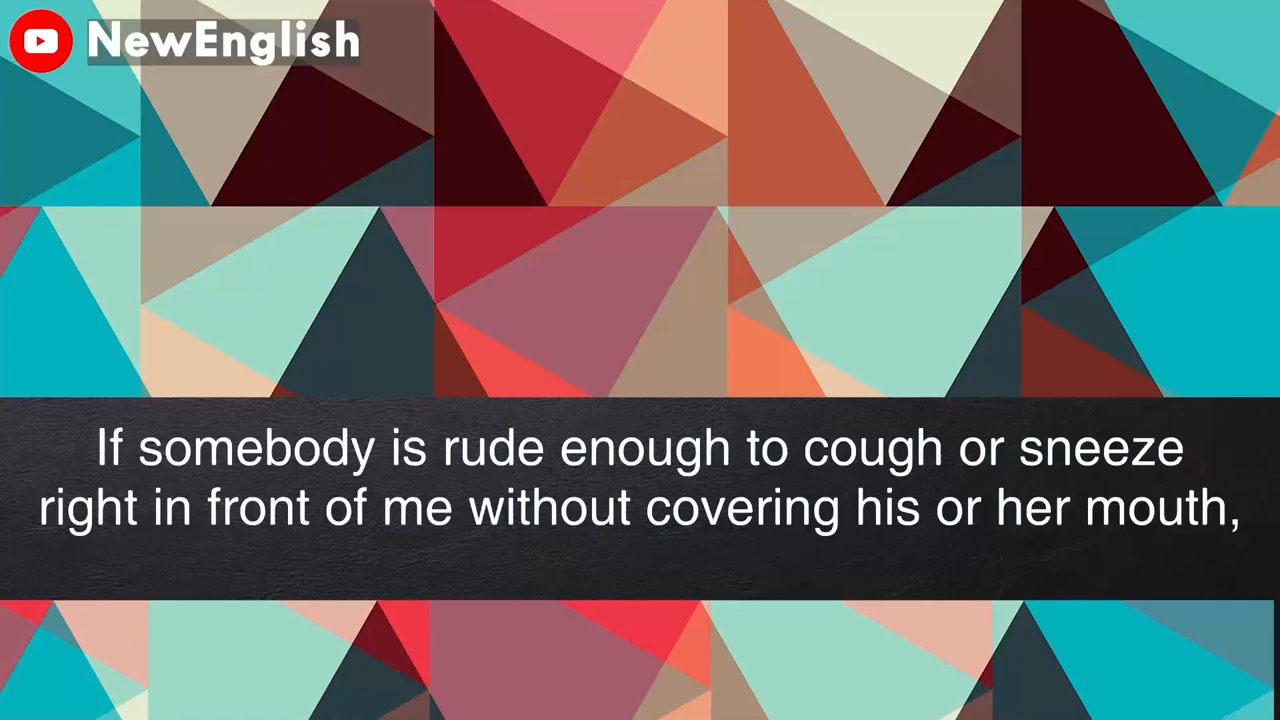 NewEnglish
If somebody is rude enough to cough or sneeze
right in front of me without covering his or her mouth,